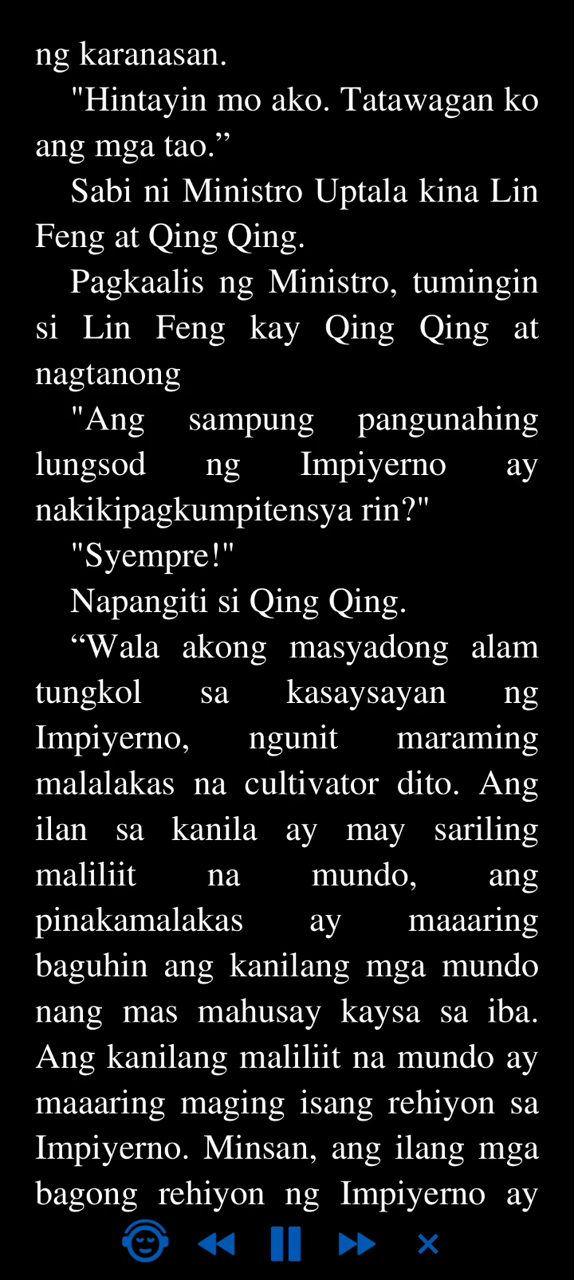 ng karanasan.
"Hintayin mo ako. Tatawagan ko
ang mga tao.”
Sabi ni Ministro Uptala kina Lin
Feng at Qing Qing.
Pagkaalis ng Ministro, tumingin
si Lin Feng kay Qing Qing at
nagtanong
"Ang sampung pangunahing
lungsod ng Impiyerno ay
nakikipagkumpitensya rin?"
"Syempre!"
Napangiti si Qing Qing.
“Wala akong masyadong alam
tungkol sa kasaysayan ng
Impiyerno, ngunit maraming
malalakas na cultivator dito. Ang
ilan sa kanila ay may sariling
maliliit na mundo, ang
pinakamalakas ay maaaring
baguhin ang kanilang mga mundo
nang mas mahusay kaysa sa iba.
Ang kanilang maliliit na mundo ay
maaaring maging isang rehiyon sa
Impiyerno. Minsan, ang ilang mga
bagong rehiyon ng Impiyerno ay